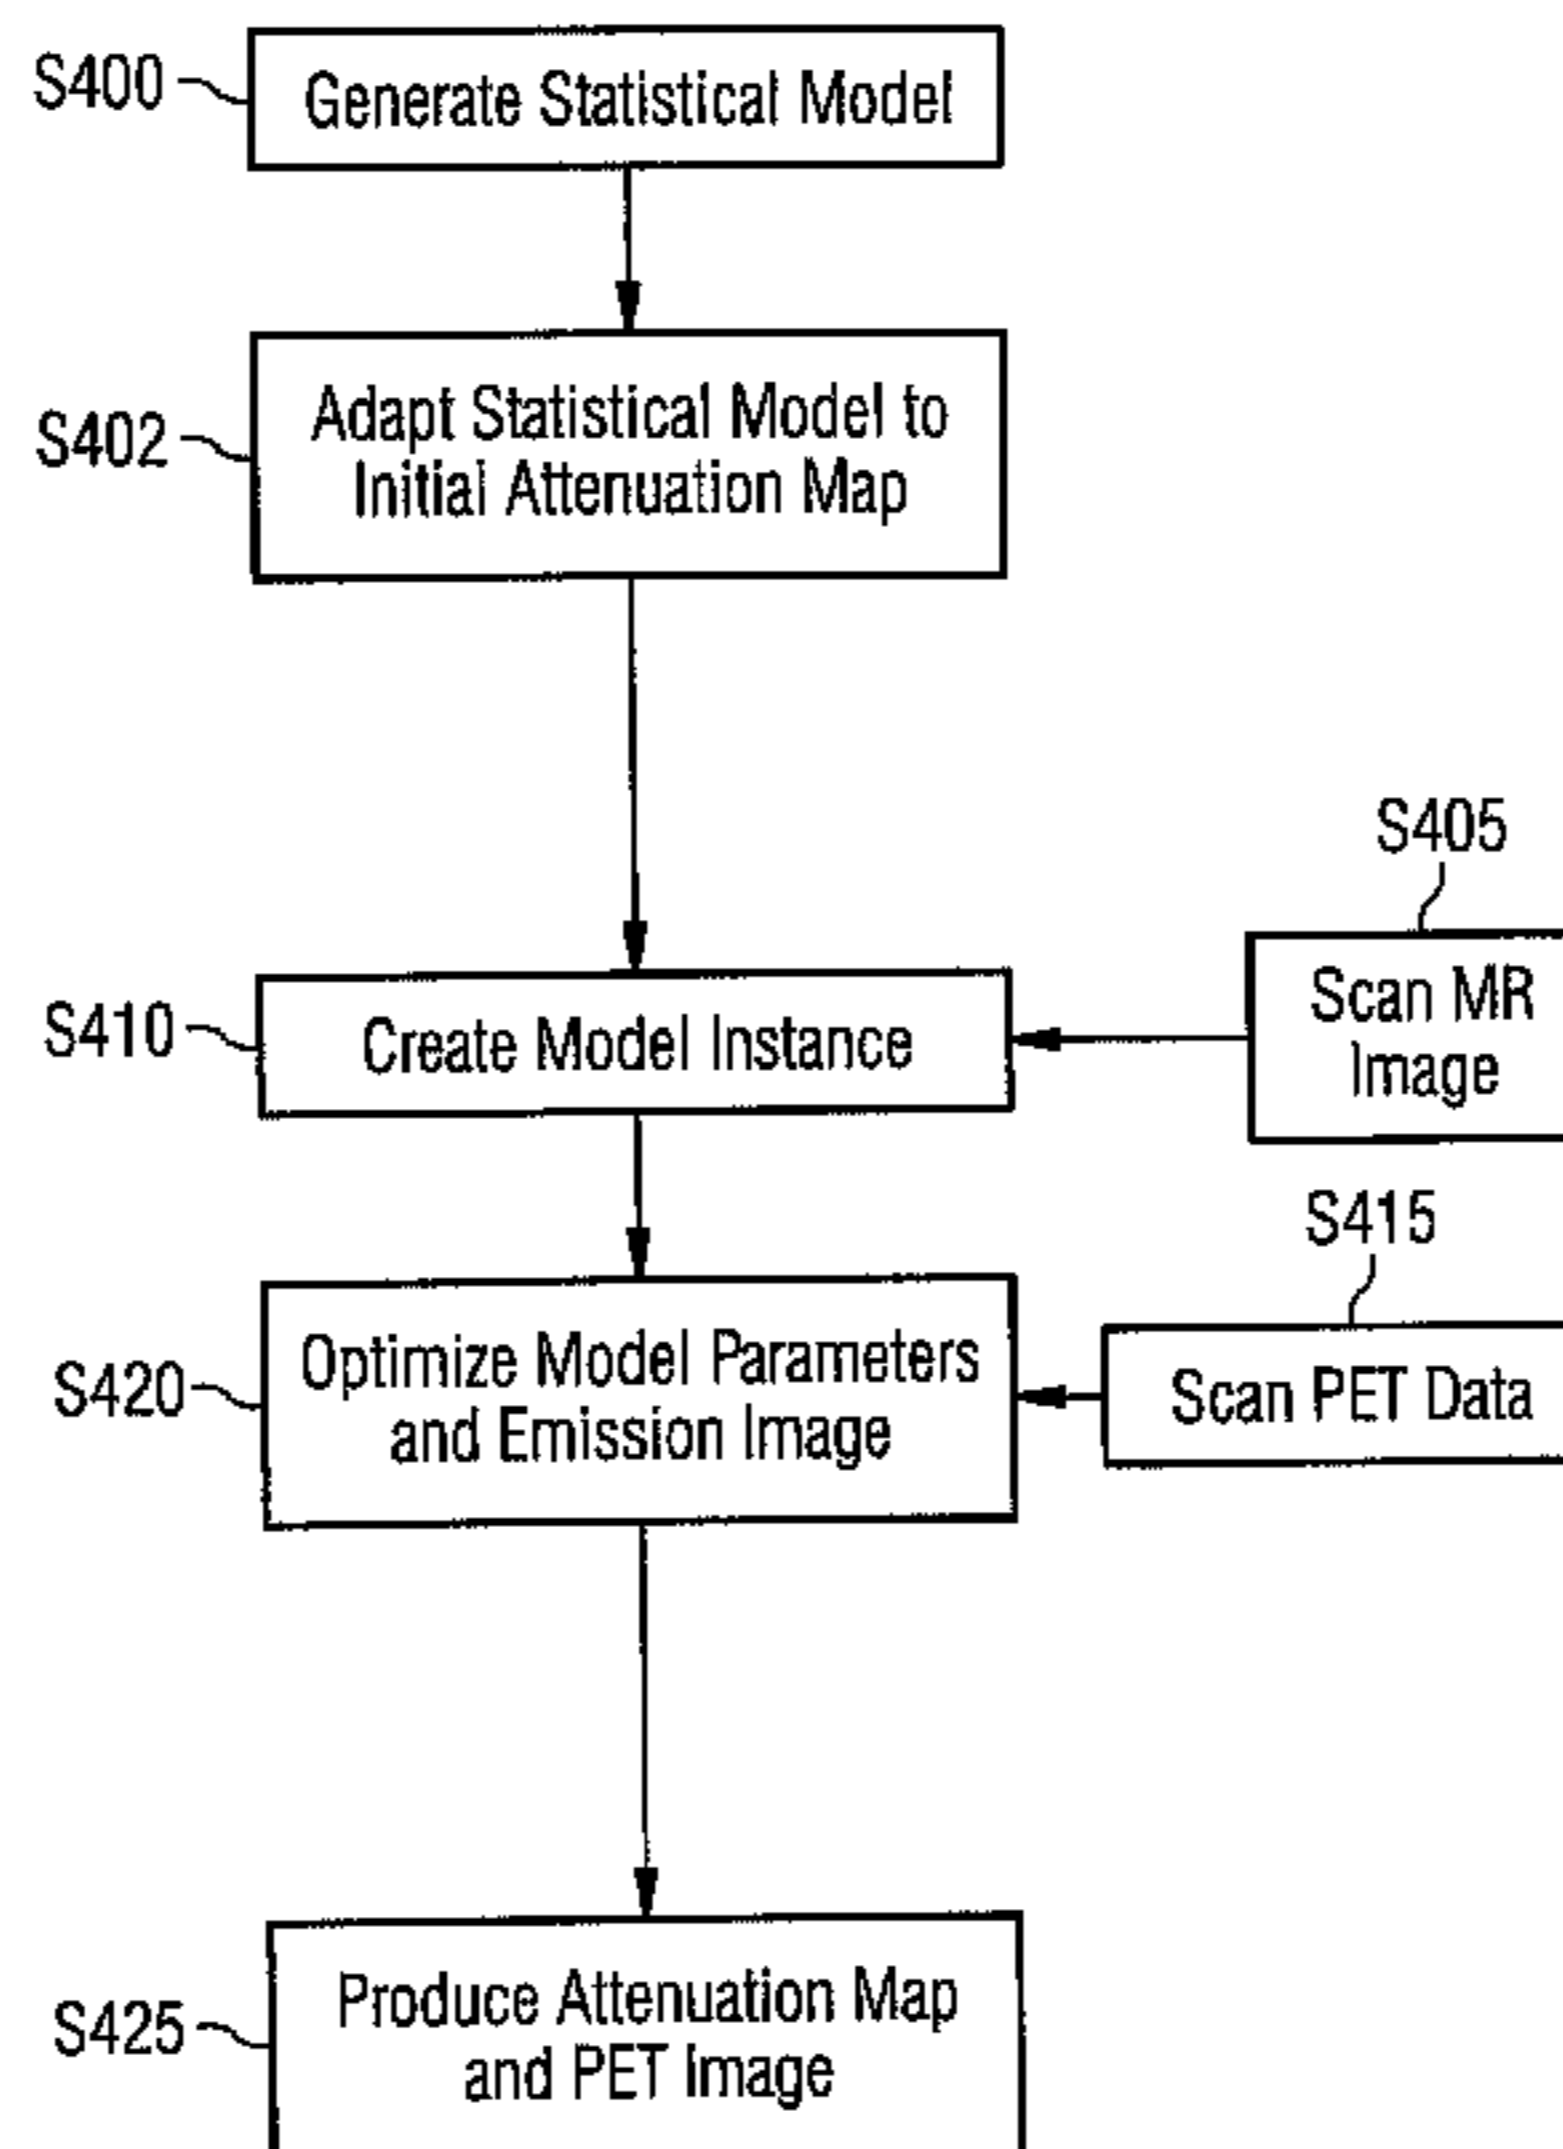 S400
Generate Statistical Model
S402
Adapt Statistical Model to
Initial Attenuation Map
S405
Scan MR
Image
S410
Create Model Instance
S415
Scan PET Data
S420
Optimize Model Parameters
and Emission Image
S425
Produce Attenuation Map
and PET Image